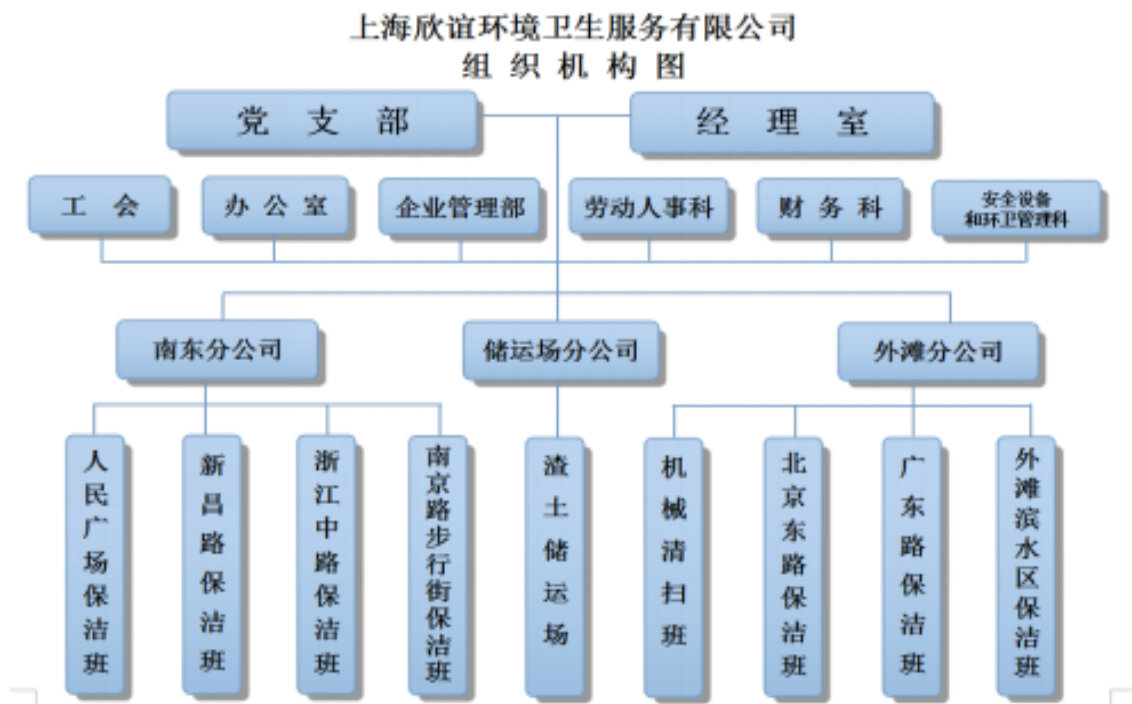 上海欣谊环境卫生服务有限公司
组织机构图
党支部
经理室
工会
办公室
企业管理部
劳动人事科
财务科
安全设备
和环卫管理科
南东分公司
储运场分公司
外滩分公司
人民广场保洁班
新昌路保洁班
浙江中路保洁班
南京路步行街保洁班
渣土储运场
机械清扫班
北京东路保洁班
广东路保洁班
外滩滨水区保洁班